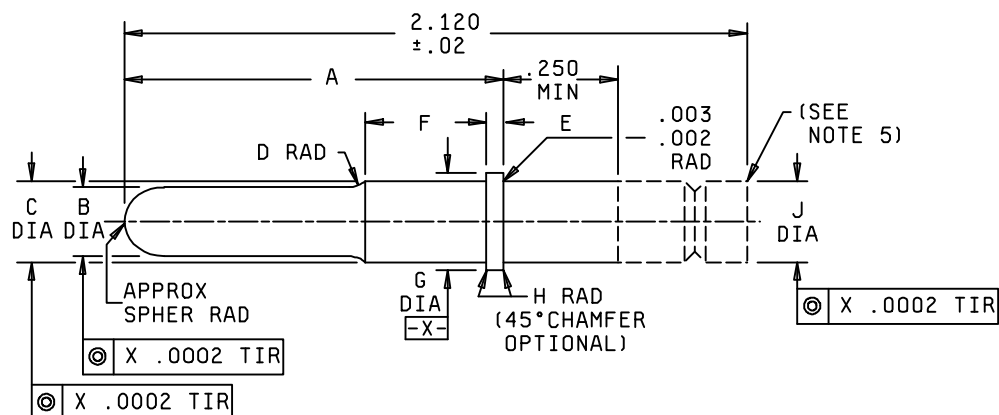 2.120
±.02
A
.250
MIN
F
E
.003
.002
RAD
(SEE
NOTE 5)
D RAD
C
DIA
B
DIA
J
DIA
G
DIA
-X-
H RAD
(45° CHAMFER
OPTIONAL)
APPROX
SPHER RAD
◎ X .0002 TIR
◎ X .0002 TIR
◎ X .0002 TIR